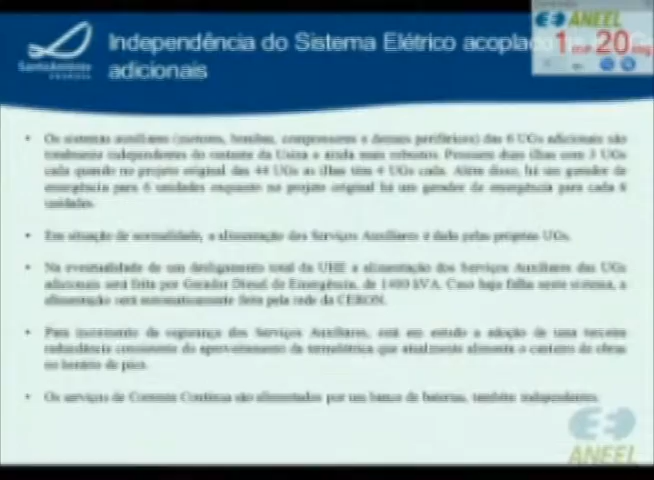 Independência do Sistema Elétrico acoplado
adicionais
Santo Antônio
ENERGIA
ANEEL
1 20
• Os sistemas auxiliares (motores, bombas, compressores e demais periféricos) das 6 UGs adicionais são
totalmente independentes do restante da Usina e ainda mais robustos. Possuem duas ilhas com 3 UGs
cada quando no projeto original das 44 UGs as ilhas têm 4 UGs cada. Além disso, há um gerador de
emergência para 6 unidades enquanto no projeto original há um gerador de emergência para cada 8
unidades.
• Em situação de normalidade, a alimentação dos Serviços Auxiliares é dada pelas próprias UGs.
• Na eventualidade de um desligamento total da UHE a alimentação dos Serviços Auxiliares das UGs
adicionais será feita por Gerador Diesel de Emergência, de 1400 kVA. Caso haja falha neste sistema, a
alimentação será automaticamente feita pela rede da CERON.
• Para incremento da segurança dos Serviços Auxiliares, está em estudo a adoção de uma terceira
redundância consistente do aproveitamento da termelétrica que atualmente alimenta o canteiro de obras
no horário de pico.
• Os serviços de Corrente Contínua são alimentados por um banco de baterias, também independentes.
ANEEL